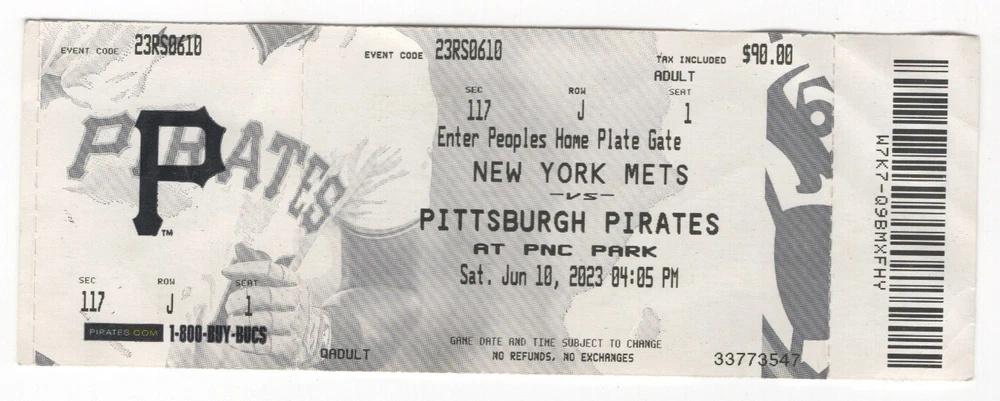 EVENT CODE 23RS0610
PIRATES
P
TM
SEC ROW SEAT
117 J 1
PIRATES.COM 1-800-BUY-BUCS
QADULT
EVENT CODE 23RS0610
TAX INCLUDED $90.00
ADULT
SEC ROW SEAT
117 J 1
Enter Peoples Home Plate Gate
NEW YORK METS
-vs-
PITTSBURGH PIRATES
AT PNC PARK
Sat. Jun 10, 2023 04:05 PM
GAME DATE AND TIME SUBJECT TO CHANGE
NO REFUNDS, NO EXCHANGES
33773547
W7K7-Q9BMXFHY